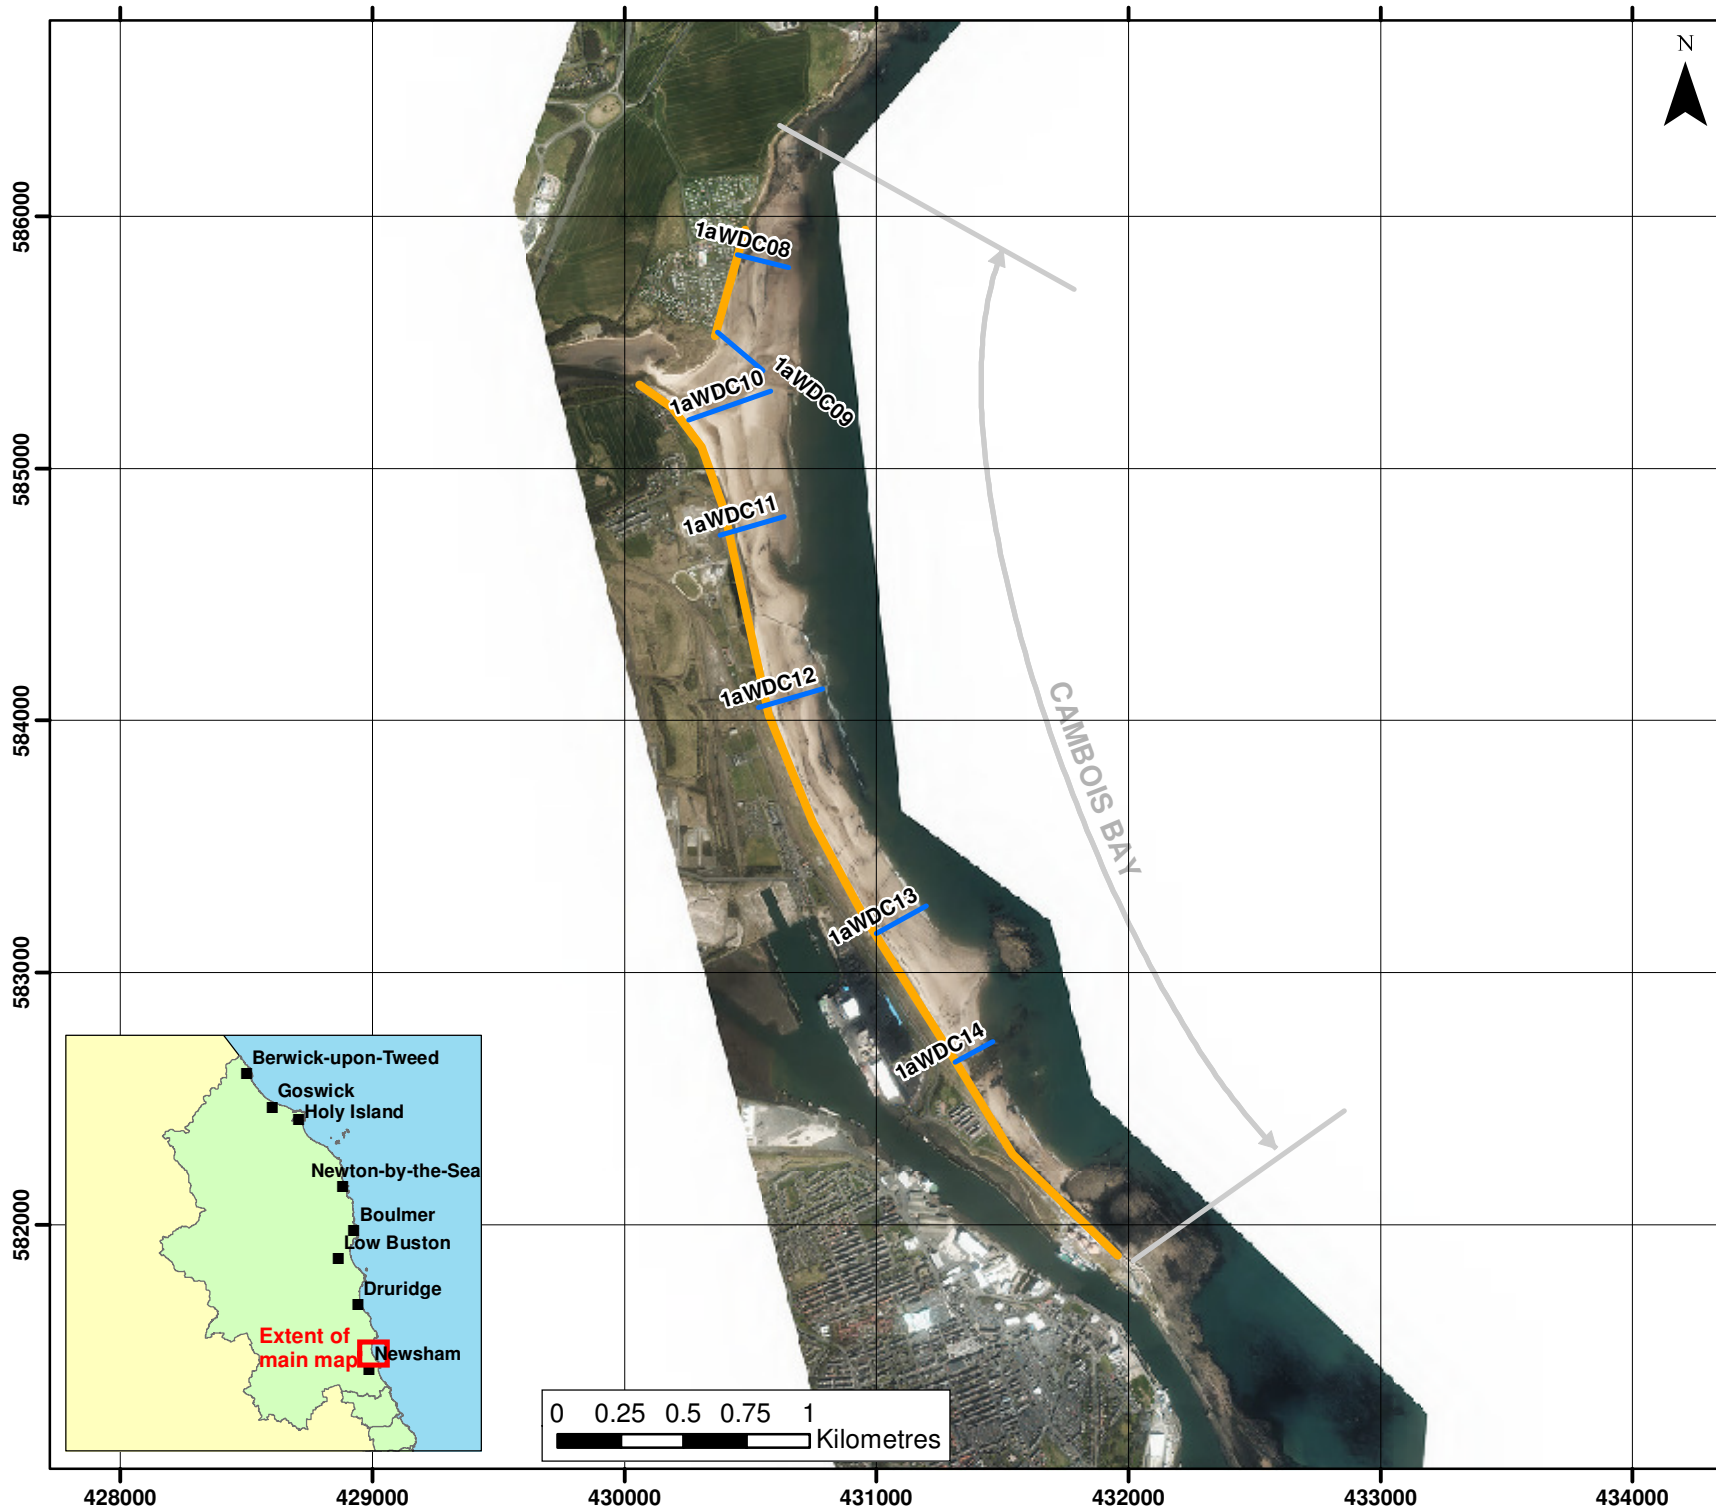 N
586000
585000
584000
583000
582000
1aWDC08
1aWDC09
1aWDC10
1aWDC11
1aWDC12
1aWDC13
1aWDC14
CAMBOIS BAY
Berwick-upon-Tweed
Goswick
Holy Island
Newton-by-the-Sea
Boulmer
Low Buston
Druridge
Extent of
main map
Newsham
0 0.25 0.5 0.75 1
Kilometres
428000 429000 430000 431000 432000 433000 434000